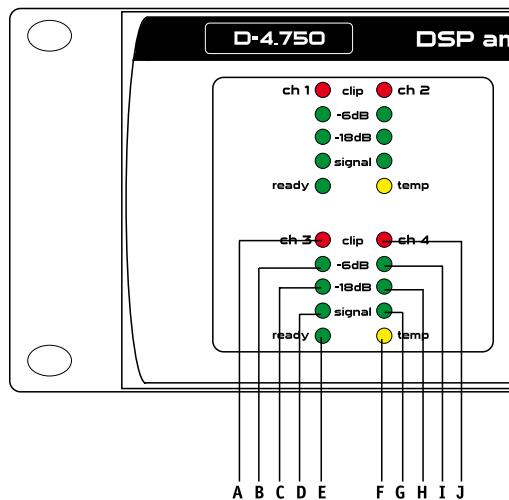 D-4.750 DSP am
ch 1 clip ch 2
-6dB
-18dB
signal
ready temp
ch 3 clip ch 4
-6dB
-18dB
signal
ready temp
A B C D E F G H I J